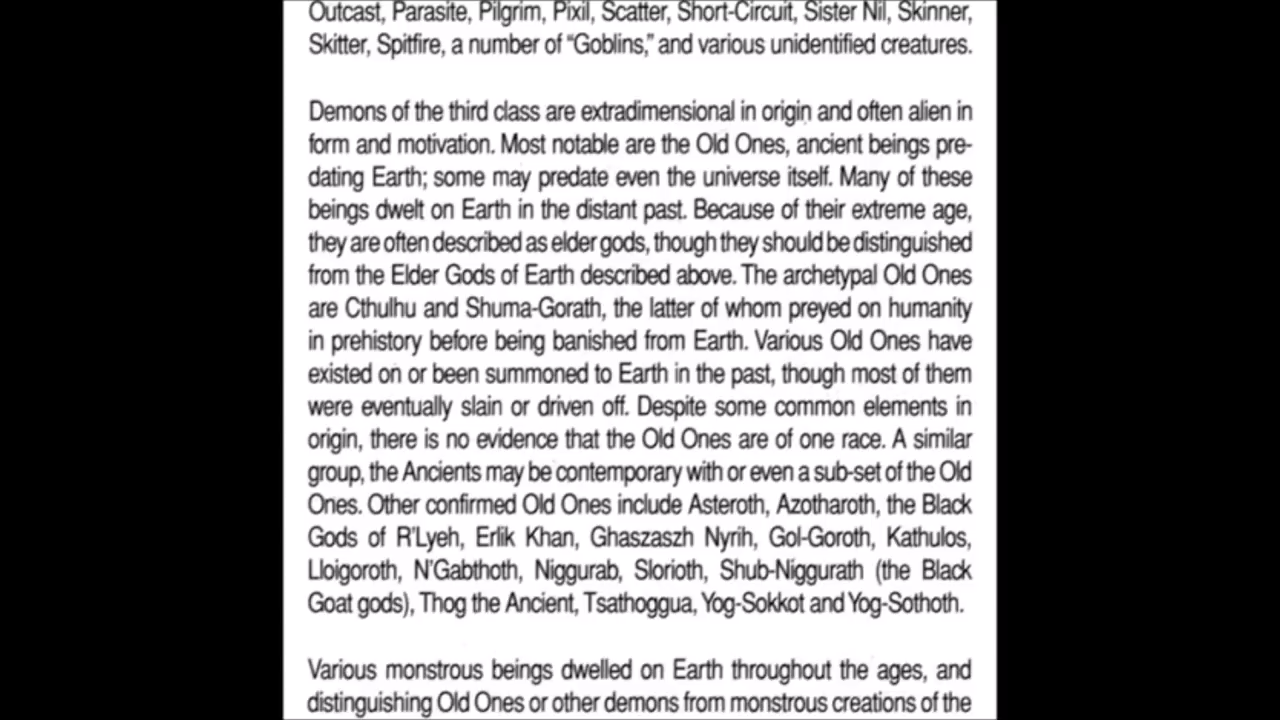 Outcast, Parasite, Pilgrim, Pixil, Scatter, Short-Circuit, Sister Nil, Skinner,
Skitter, Spitfire, a number of “Goblins,” and various unidentified creatures.
Demons of the third class are extradimensional in origin and often alien in
form and motivation. Most notable are the Old Ones, ancient beings pre-
dating Earth; some may predate even the universe itself. Many of these
beings dwelt on Earth in the distant past. Because of their extreme age,
they are often described as elder gods, though they should be distinguished
from the Elder Gods of Earth described above. The archetypal Old Ones
are Cthulhu and Shuma-Gorath, the latter of whom preyed on humanity
in prehistory before being banished from Earth. Various Old Ones have
existed on or been summoned to Earth in the past, though most of them
were eventually slain or driven off. Despite some common elements in
origin, there is no evidence that the Old Ones are of one race. A similar
group, the Ancients may be contemporary with or even a sub-set of the Old
Ones. Other confirmed Old Ones include Asteroth, Azotharoth, the Black
Gods of R’Lyeh, Erlik Khan, Ghaszaszh Nyrih, Gol-Goroth, Kathulos,
Lloigoroth, N’Gabthoth, Niggurab, Slorioth, Shub-Niggurath (the Black
Goat gods), Thog the Ancient, Tsathoggua, Yog-Sokkot and Yog-Sothoth.
Various monstrous beings dwelled on Earth throughout the ages, and
distinguishing Old Ones or other demons from monstrous creations of the